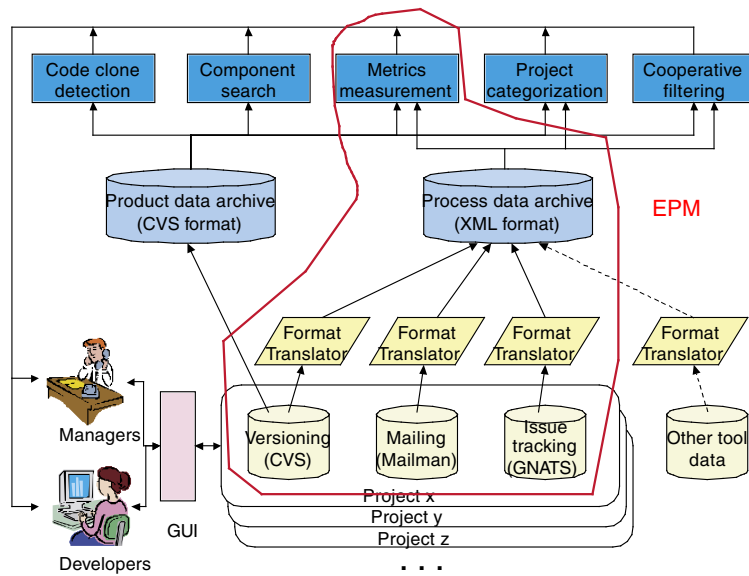 Code clone
detection
Component
search
Metrics
measurement
Project
categorization
Cooperative
filtering
Product data archive
(CVS format)
Process data archive
(XML format)
EPM
Format
Translator
Format
Translator
Format
Translator
Format
Translator
Managers
Versioning
(CVS)
Mailing
(Mailman)
Issue
tracking
(GNATS)
Other tool
data
GUI
Developers
Project x
Project y
Project z
. . .